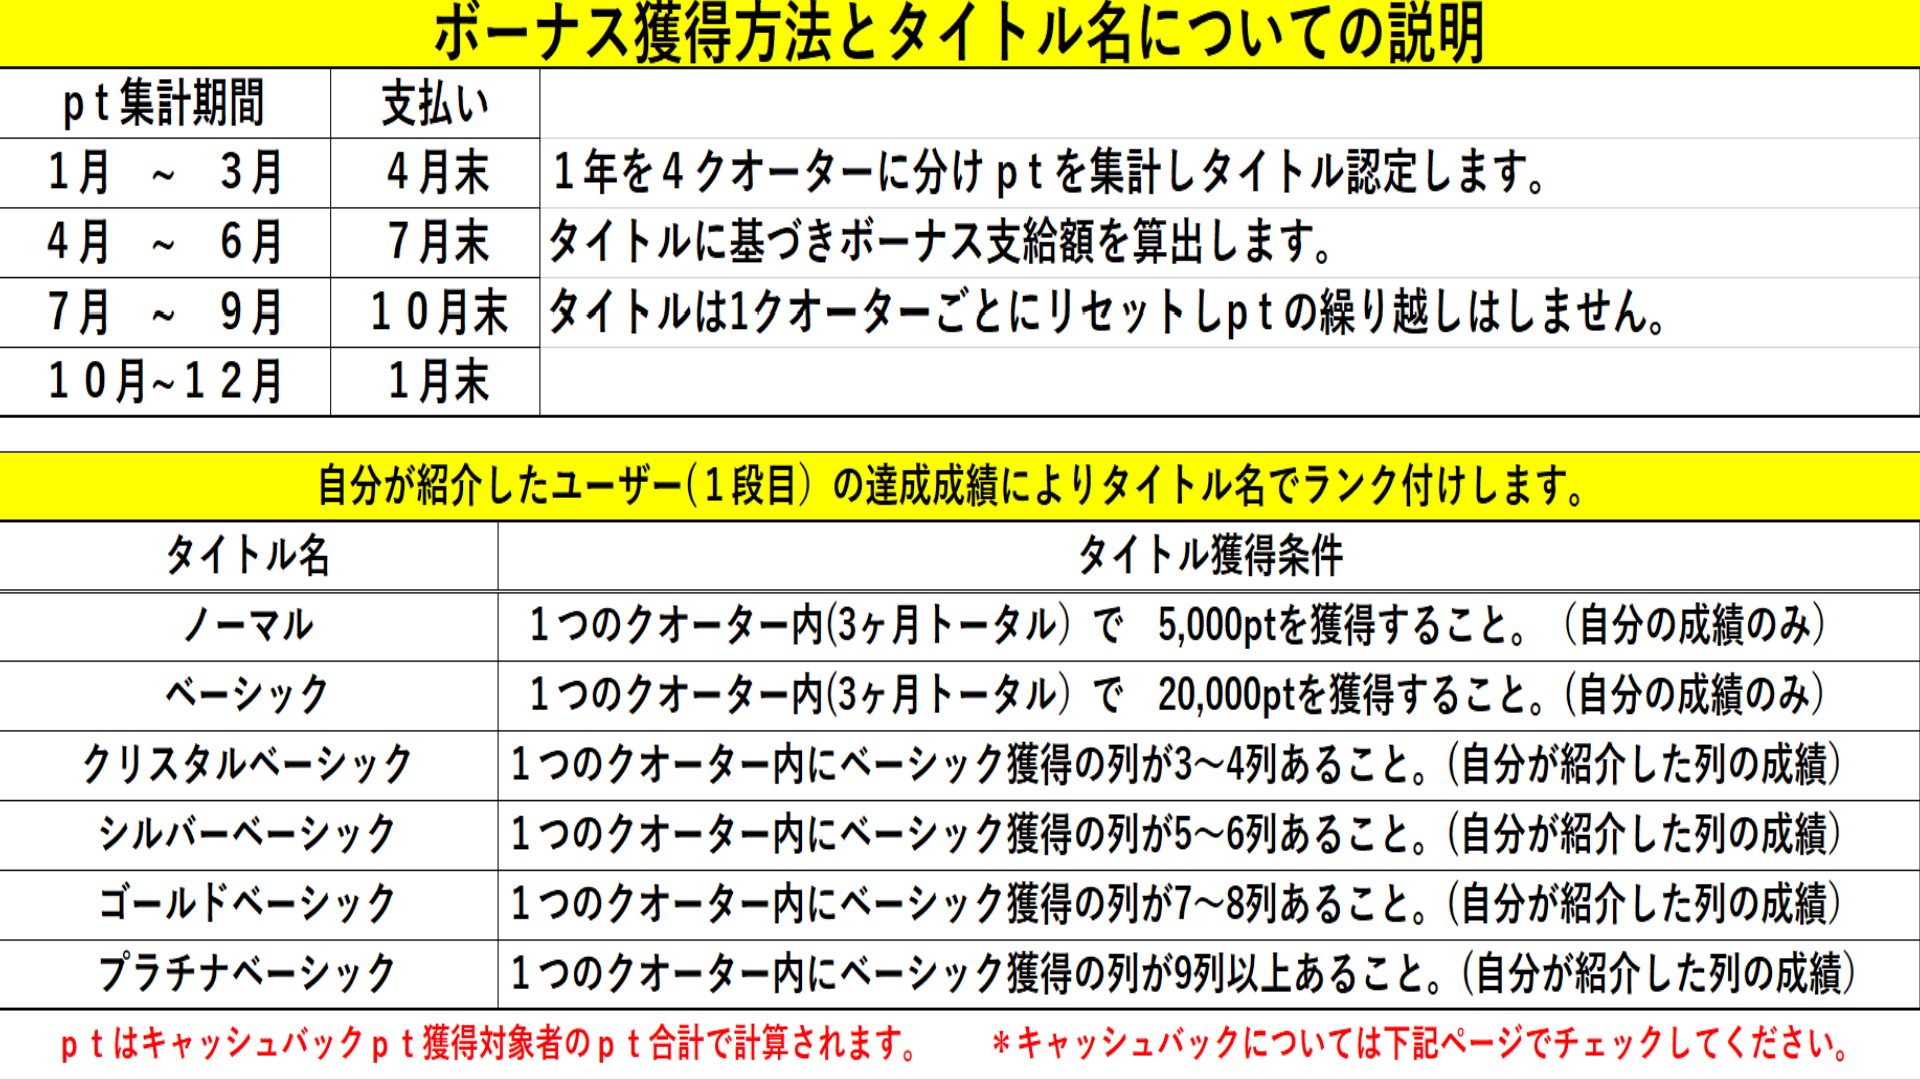 ボーナス獲得方法とタイトル名についての説明
ｐｔ集計期間 支払い
１月　~　３月 ４月末 １年を４クオーターに分けｐｔを集計しタイトル認定します。
４月　~　６月 ７月末 タイトルに基づきボーナス支給額を算出します。
７月　~　９月 １０月末 タイトルは1クオーターごとにリセットしpｔの繰り越しはしません。
１０月~１２月 １月末
自分が紹介したユーザー(１段目）の達成成績によりタイトル名でランク付けします。
タイトル名 タイトル獲得条件
ノーマル １つのクオーター内(3ヶ月トータル）で　5,000ptを獲得すること。（自分の成績のみ）
ベーシック １つのクオーター内(3ヶ月トータル）で　20,000ptを獲得すること。(自分の成績のみ）
クリスタルベーシック １つのクオーター内にベーシック獲得の列が3～4列あること。(自分が紹介した列の成績）
シルバーベーシック １つのクオーター内にベーシック獲得の列が5～6列あること。(自分が紹介した列の成績）
ゴールドベーシック １つのクオーター内にベーシック獲得の列が7～8列あること。(自分が紹介した列の成績）
プラチナベーシック １つのクオーター内にベーシック獲得の列が9列以上あること。(自分が紹介した列の成績）
ｐｔはキャッシュバックｐｔ獲得対象者のｐｔ合計で計算されます。　　＊キャッシュバックについては下記ページでチェックしてください。